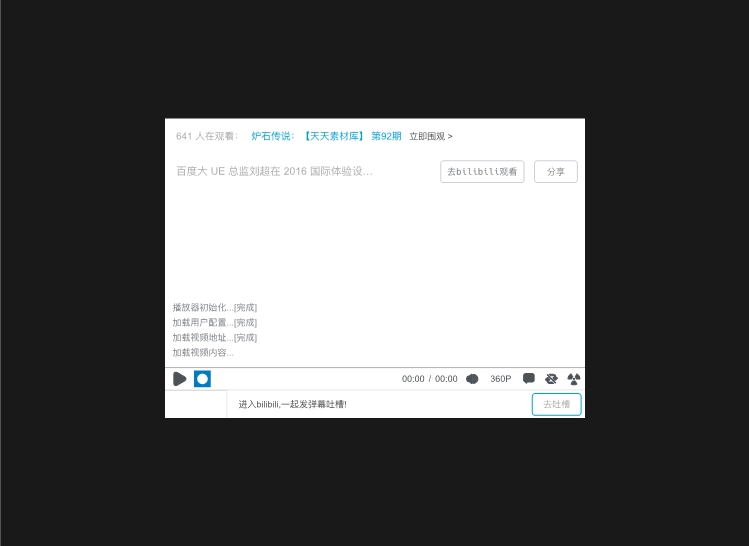 641 人在观看： 炉石传说：【天天素材库】 第92期 立即围观 >
百度大 UE 总监刘超在 2016 国际体验设… 去bilibili观看 分享
播放器初始化...[完成]
加载用户配置...[完成]
加载视频地址...[完成]
加载视频内容...
00:00 / 00:00 360P
进入bilibili,一起发弹幕吐槽! 去吐槽